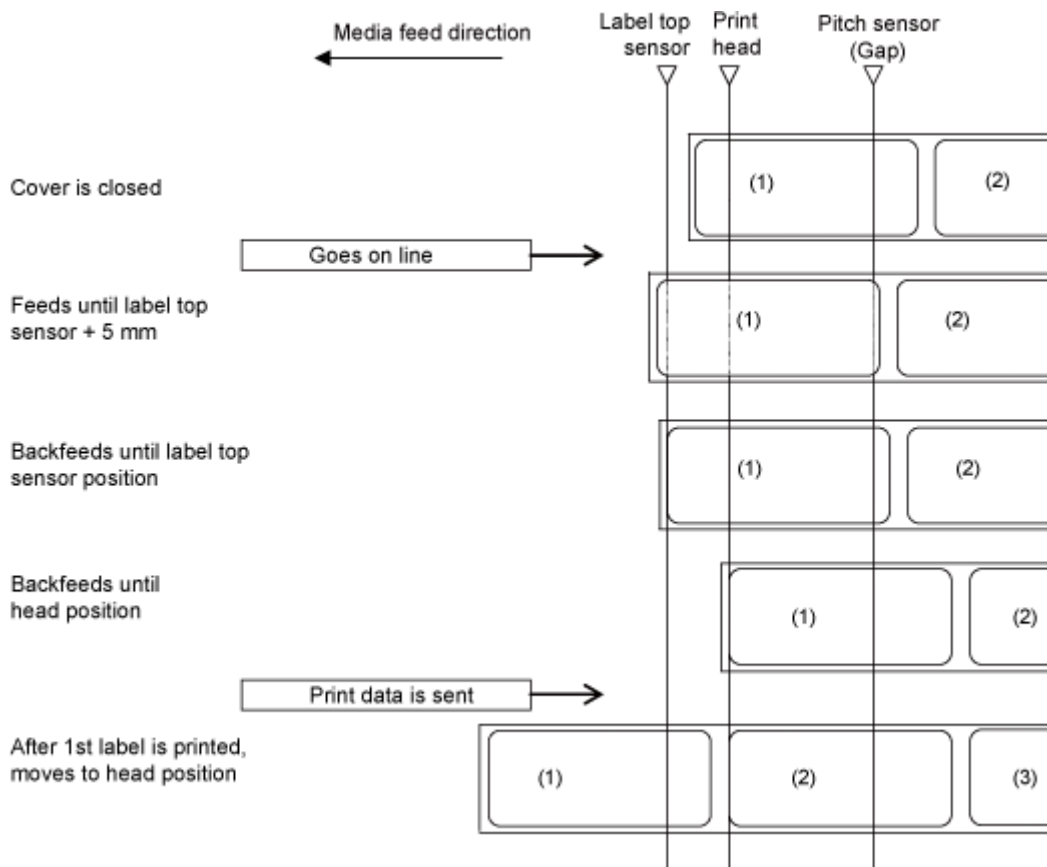 Media feed direction
Label top
sensor
Print
head
Pitch sensor
(Gap)
Cover is closed
(1)
(2)
Goes on line
Feeds until label top
sensor + 5 mm
(1)
(2)
Backfeeds until label top
sensor position
(1)
(2)
Backfeeds until
head position
(1)
(2)
Print data is sent
After 1st label is printed,
moves to head position
(1)
(2)
(3)